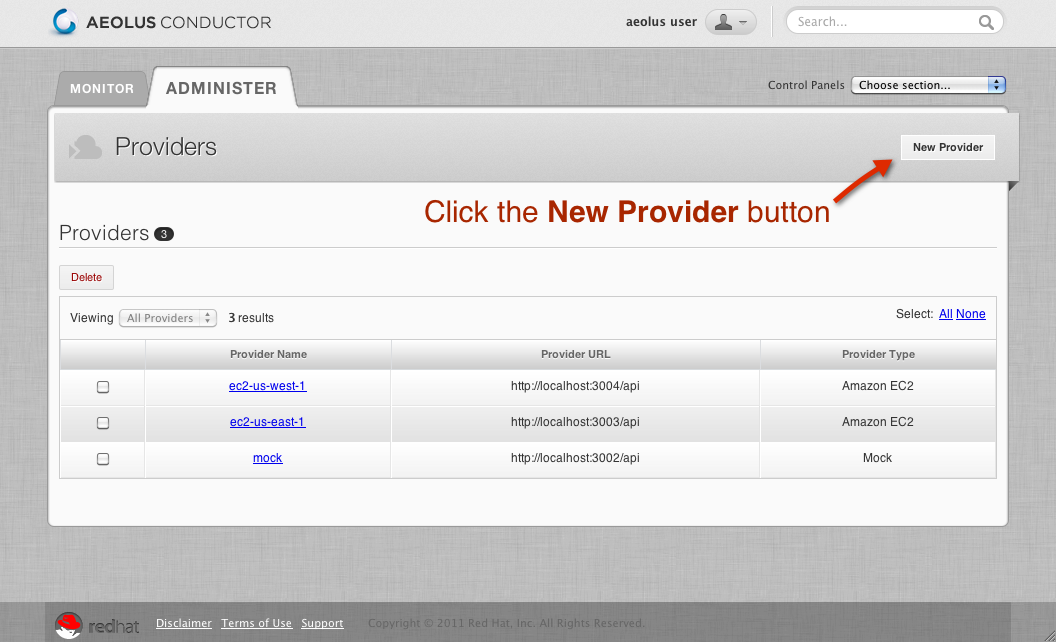 AEOLUS CONDUCTOR
aeolus user
Search...
MONITOR
ADMINISTER
Control Panels
Choose section...
Providers
New Provider
Click the New Provider button
Providers 3
Delete
Viewing All Providers 3 results
Select: All None
Provider Name Provider URL Provider Type
ec2-us-west-1 http://localhost:3004/api Amazon EC2
ec2-us-east-1 http://localhost:3003/api Amazon EC2
mock http://localhost:3002/api Mock
redhat Disclaimer Terms of Use Support Copyright © 2011 Red Hat, Inc. All Rights Reserved.